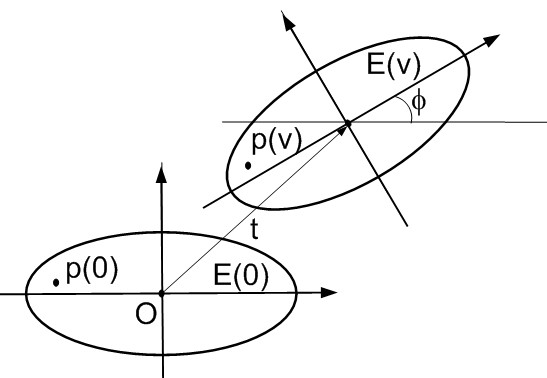 E(v)
ϕ
p(v)
t
p(0)
E(0)
O